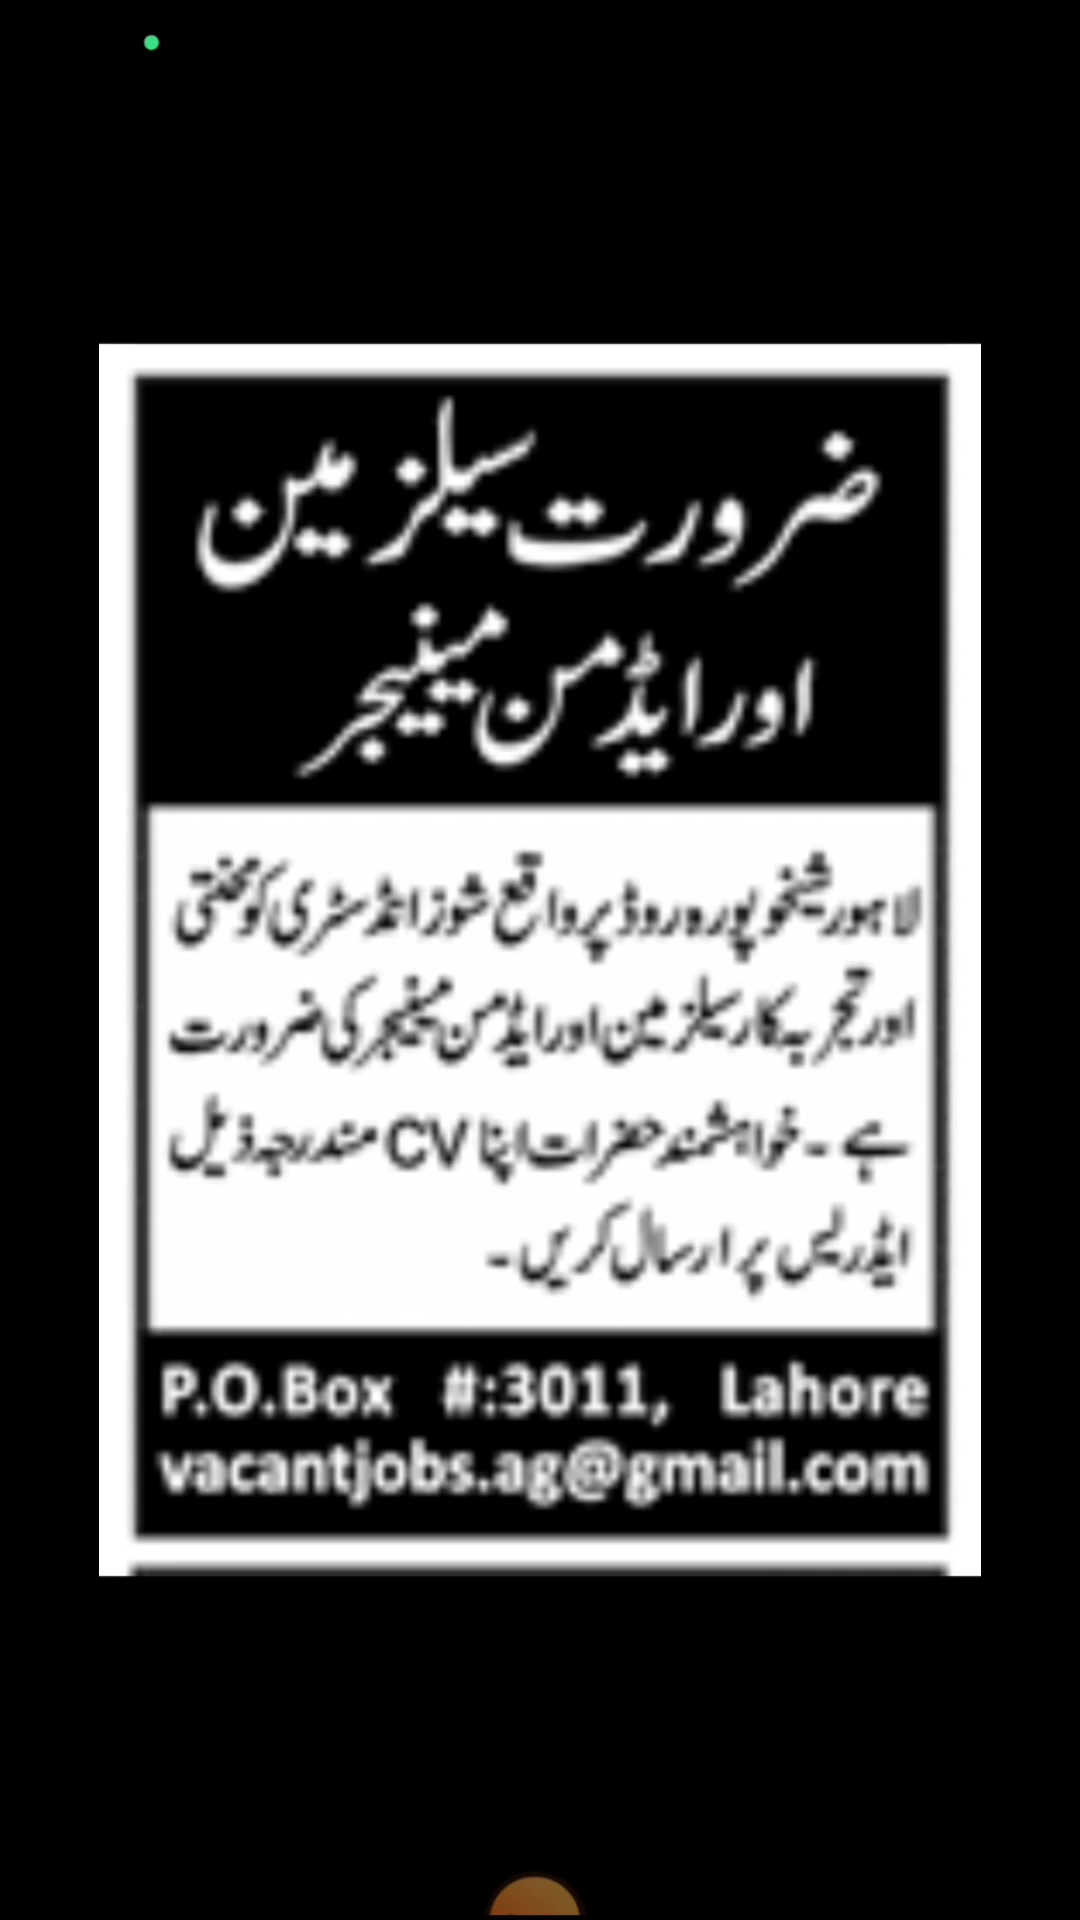 ضرورت سیلز مین
اور ایڈمن مینیجر
لاہور شیخوپورہ روڈ پر واقع شوز انڈسٹری کو محنتی
اور تجربہ کار سیلز مین اور ایڈمن مینیجر کی ضرورت
ہے ۔ خواہشمند حضرات اپنا CV مندرجہ ذیل
ایڈریس پر ارسال کریں ۔
P.O.Box #:3011, Lahore
vacantjobs.ag@gmail.com